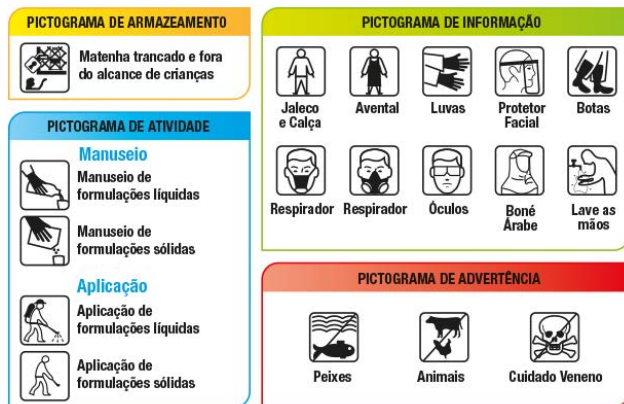 PICTOGRAMA DE ARMAZEAMENTO
Matenha trancado e fora
do alcance de crianças
PICTOGRAMA DE ATIVIDADE
Manuseio
Manuseio de
formulações líquidas
Manuseio de
formulações sólidas
Aplicação
Aplicação de
formulações líquidas
Aplicação de
formulações sólidas
PICTOGRAMA DE INFORMAÇÃO
Jaleco
e Calça
Avental
Luvas
Protetor
Facial
Botas
Respirador
Respirador
Óculos
Boné
Árabe
Lave as
mãos
PICTOGRAMA DE ADVERTÊNCIA
Peixes
Animais
Cuidado Veneno